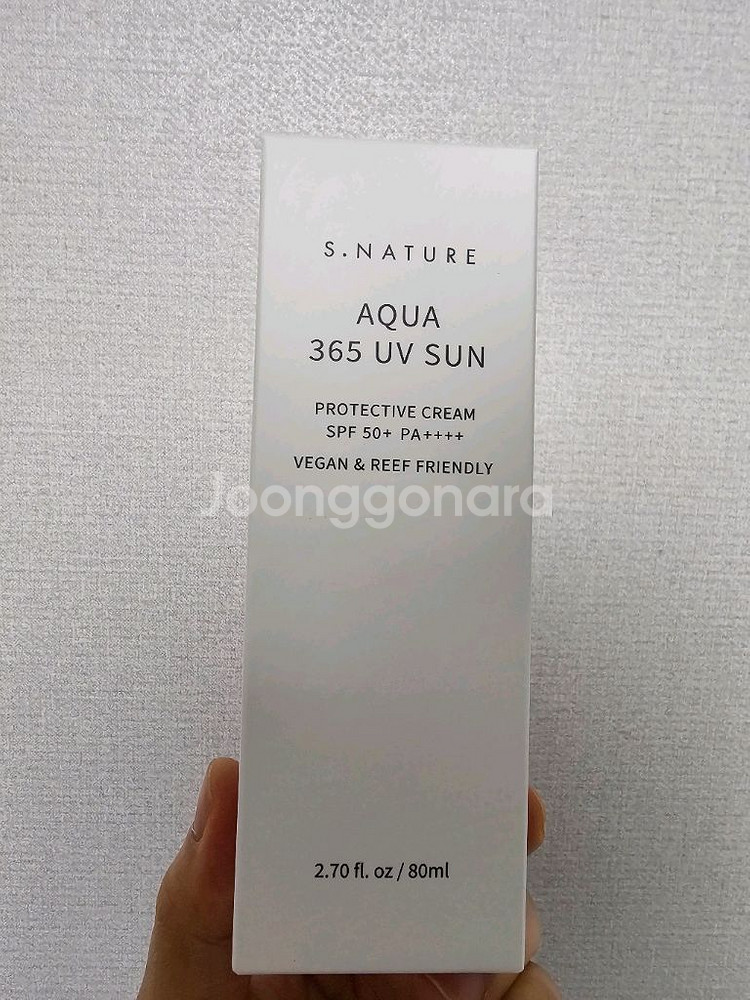 S.NATURE
AQUA
365 UV SUN
PROTECTIVE CREAM
SPF 50+ PA++++
VEGAN & REEF FRIENDLY
Joonggonara
2.70 fl. oz / 80ml